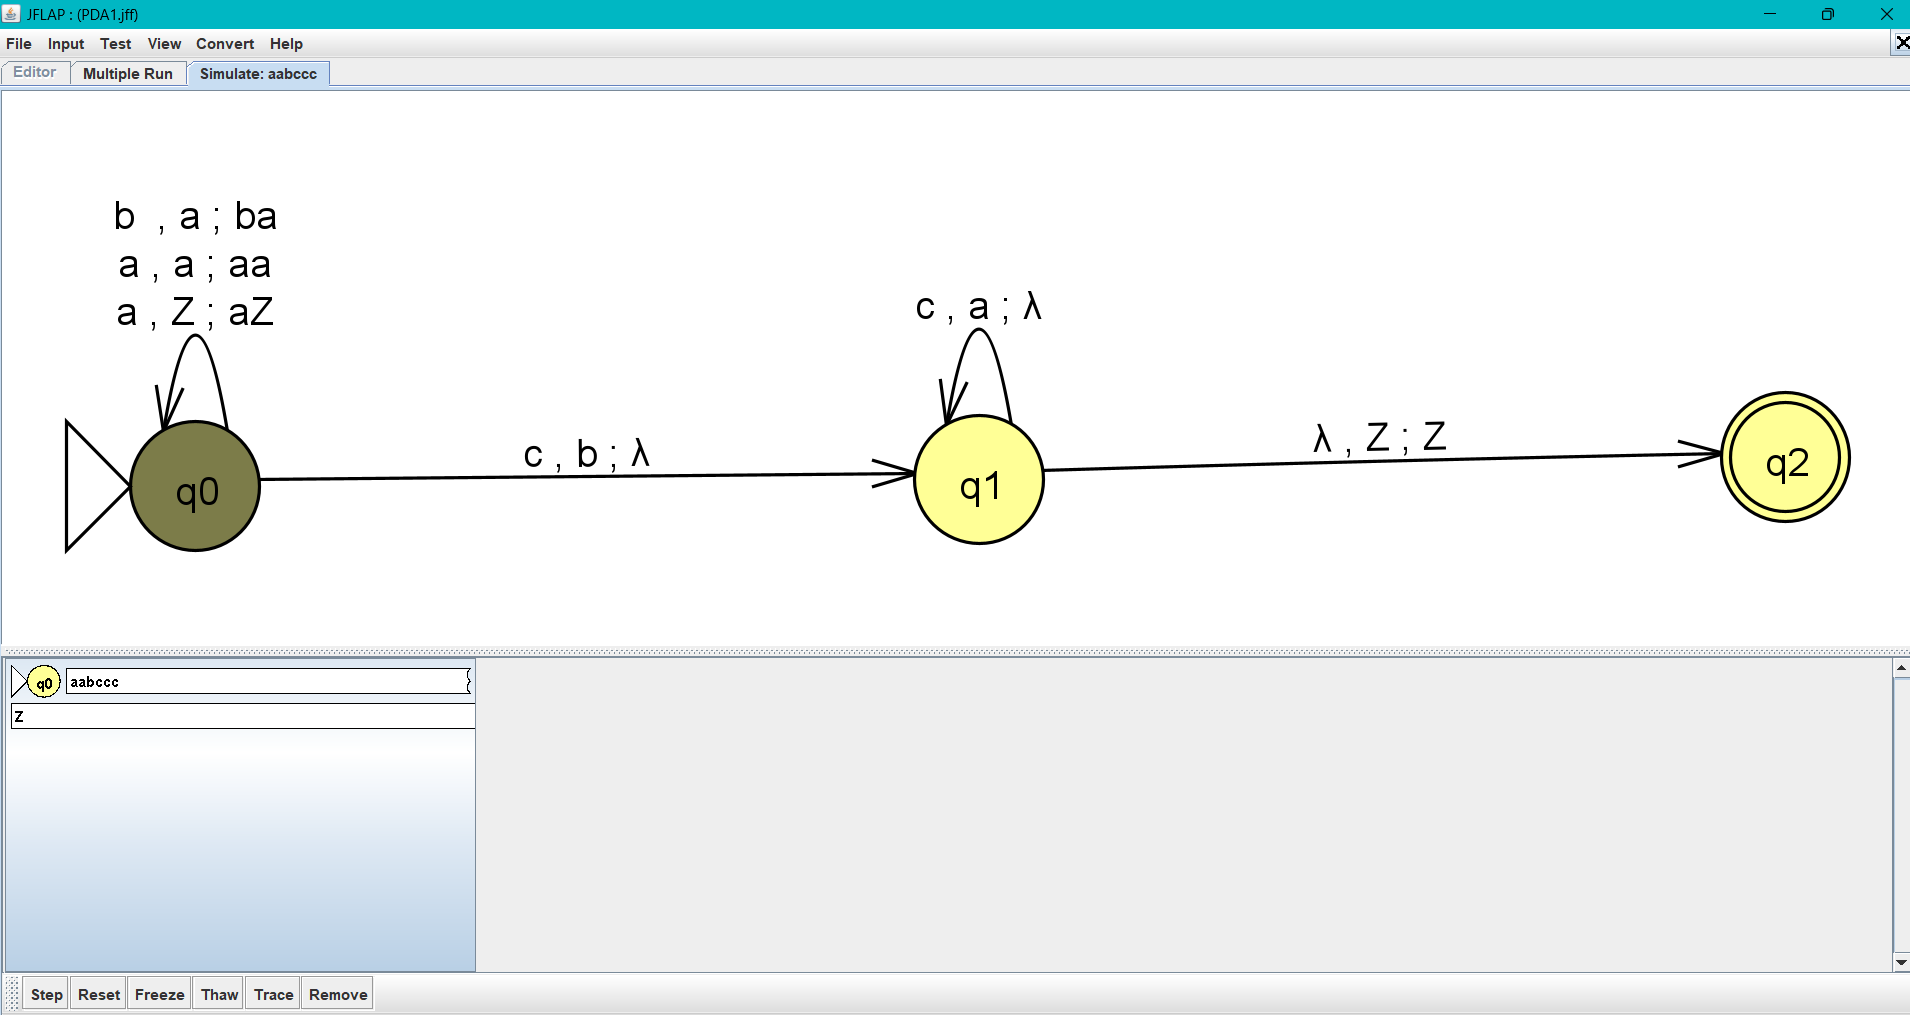 JFLAP : (PDA1.jff)
File Input Test View Convert Help
Editor Multiple Run Simulate: aabccc
b , a ; ba
a , a ; aa
a , Z ; aZ
c , a ; λ
c , b ; λ
λ , Z ; Z
q0
q1
q2
q0 aabccc
Z
Step Reset Freeze Thaw Trace Remove